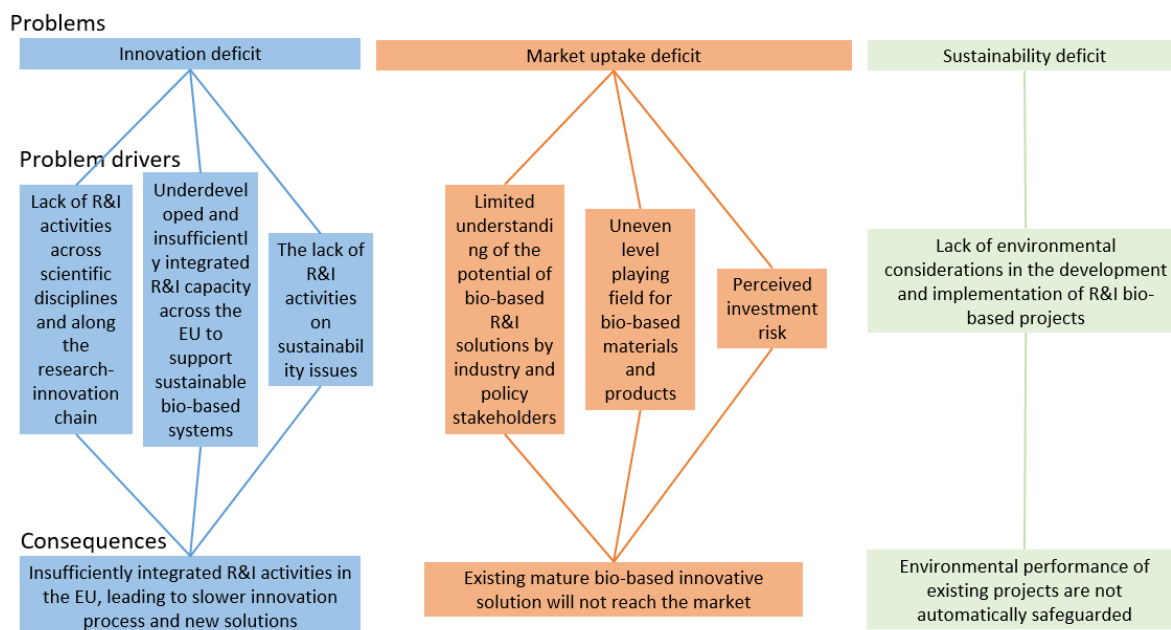 Problems
Innovation deficit
Market uptake deficit
Sustainability deficit
Problem drivers
Lack of R&I
activities
across
scientific
disciplines
and along
the
research-
innovation
chain
Underdevel
oped and
insufficientl
y integrated
R&I capacity
across the
EU to
support
sustainable
bio-based
systems
The lack of
R&I
activities
on
sustainabil
ity issues
Limited
understandi
ng of the
potential of
bio-based
R&I
solutions by
industry and
policy
stakeholders
Uneven
level
playing
field for
bio-based
materials
and
products
Perceived
investment
risk
Lack of environmental
considerations in the development
and implementation of R&I bio-
based projects
Consequences
Insufficiently integrated R&I activities in
the EU, leading to slower innovation
process and new solutions
Existing mature bio-based innovative
solution will not reach the market
Environmental performance of
existing projects are not
automatically safeguarded